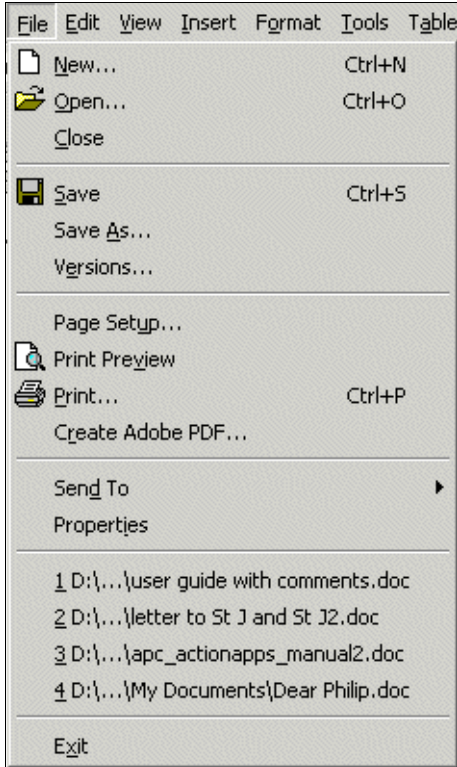 File Edit View Insert Format Tools Table
New... Ctrl+N
Open... Ctrl+O
Close
Save Ctrl+S
Save As...
Versions...
Page Setup...
Print Preview
Print... Ctrl+P
Create Adobe PDF...
Send To
Properties
1 D:\...\user guide with comments.doc
2 D:\...\letter to St J and St J2.doc
3 D:\...\apc_actionapps_manual2.doc
4 D:\...\My Documents\Dear Philip.doc
Exit